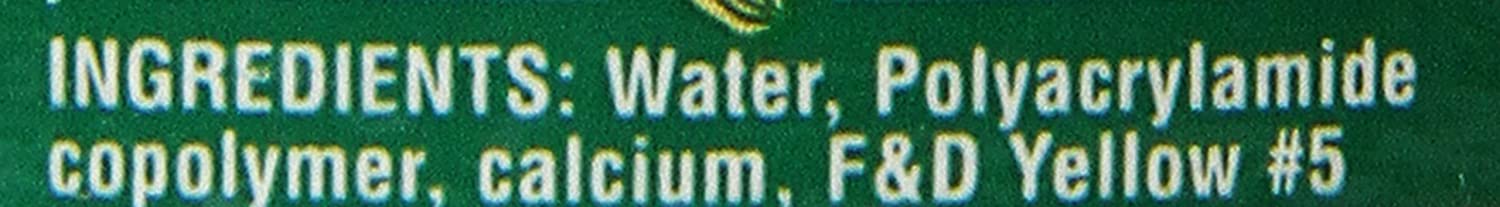 INGREDIENTS: Water, Polyacrylamide
copolymer, calcium, F&D Yellow #5